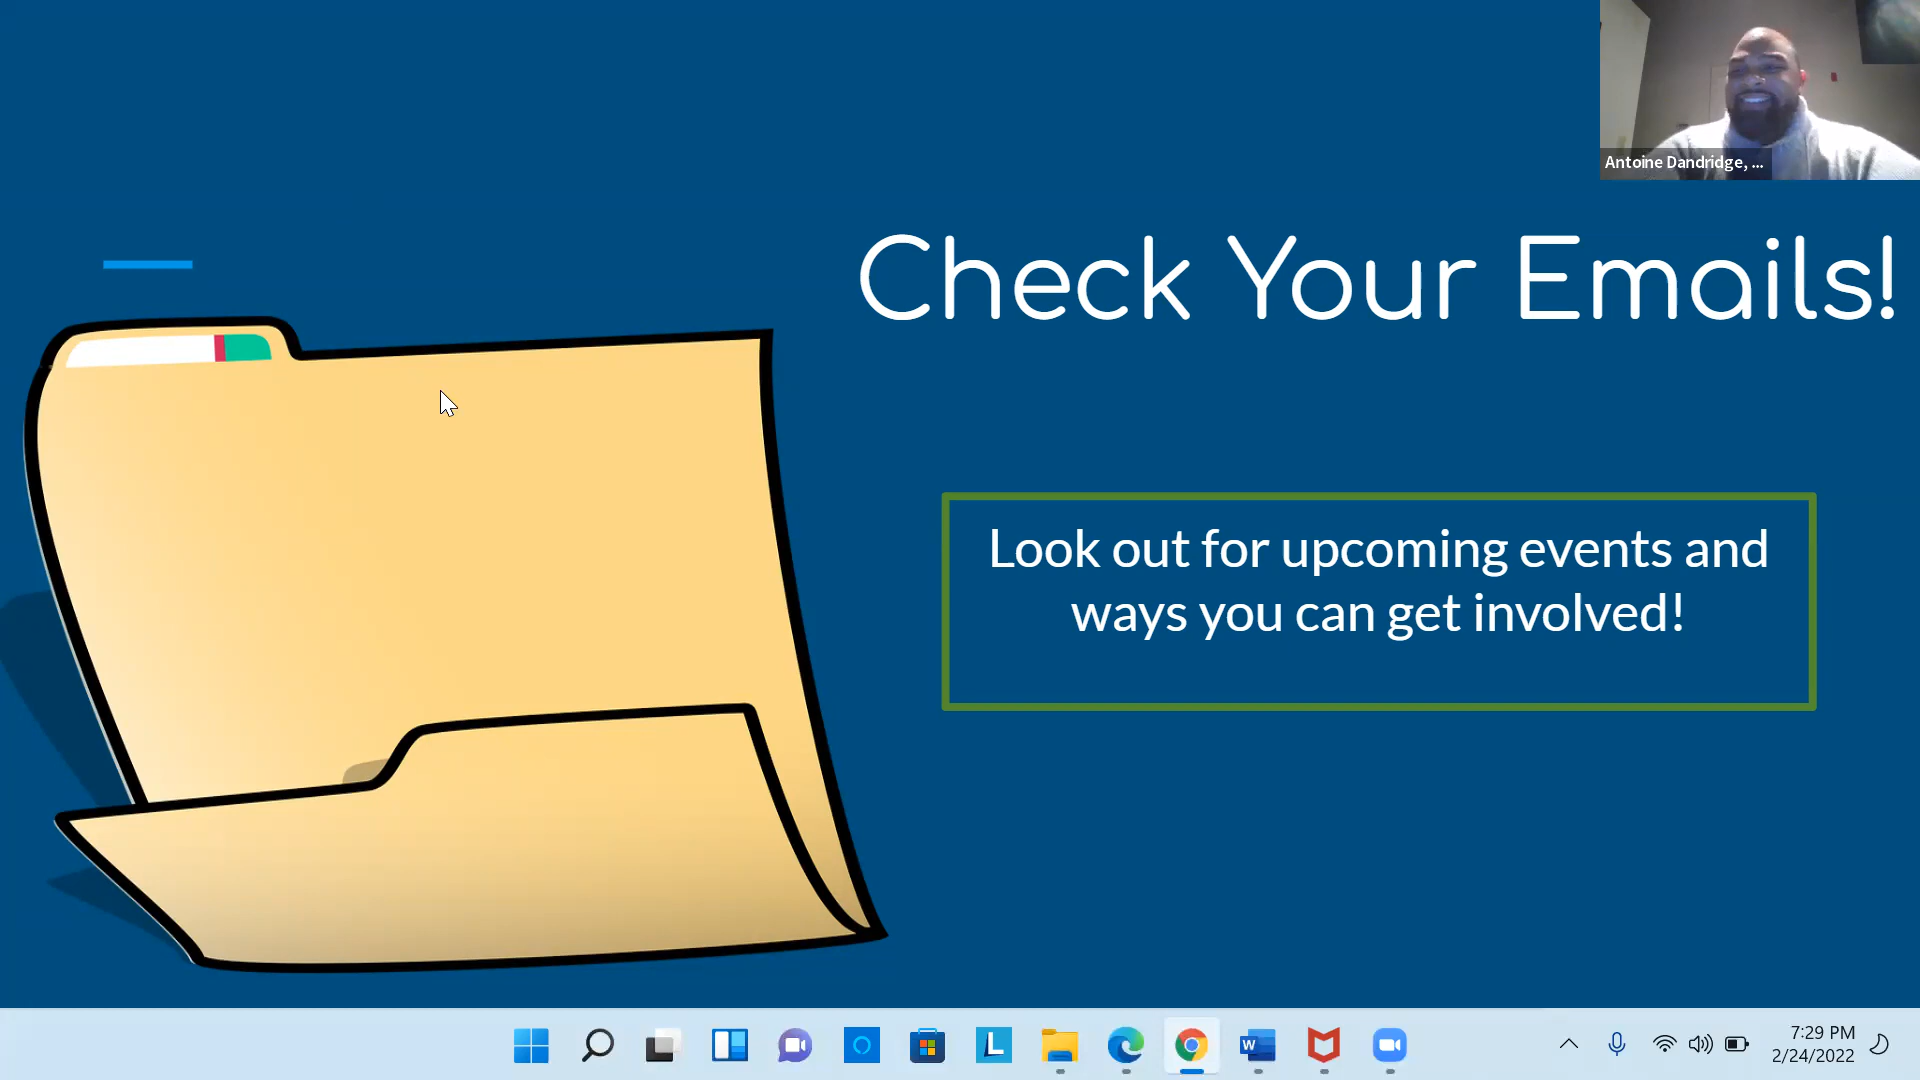 Antoine Dandridge, ...
Check Your Emails!
Look out for upcoming events and
ways you can get involved!
7:29 PM
2/24/2022